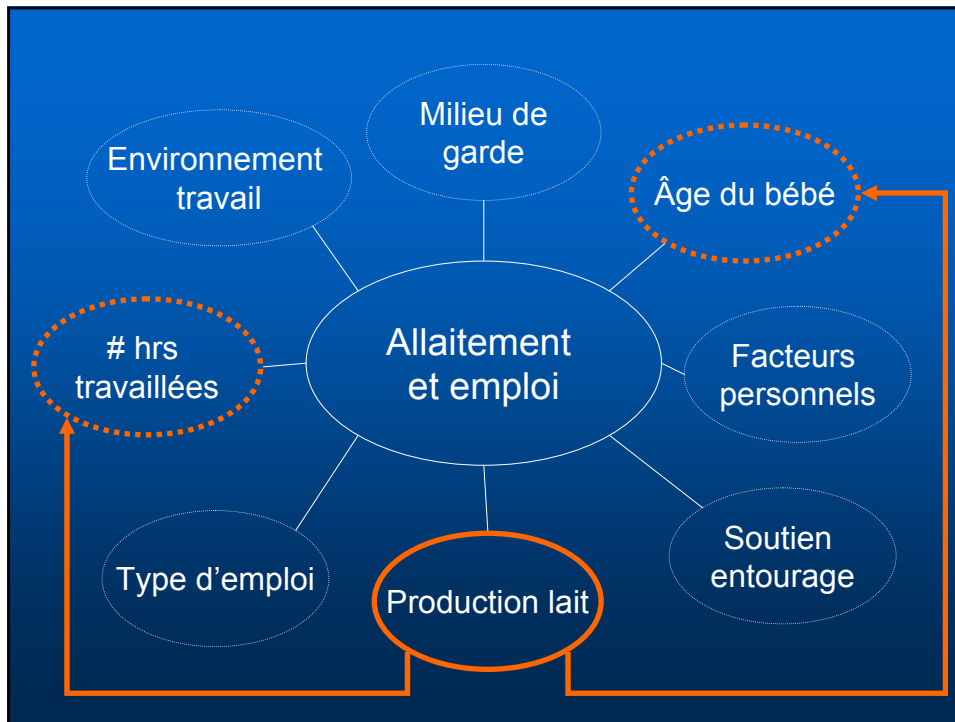 Milieu de
garde
Environnement
travail
Âge du bébé
# hrs
travaillées
Allaitement
et emploi
Facteurs
personnels
Type d’emploi
Production lait
Soutien
entourage